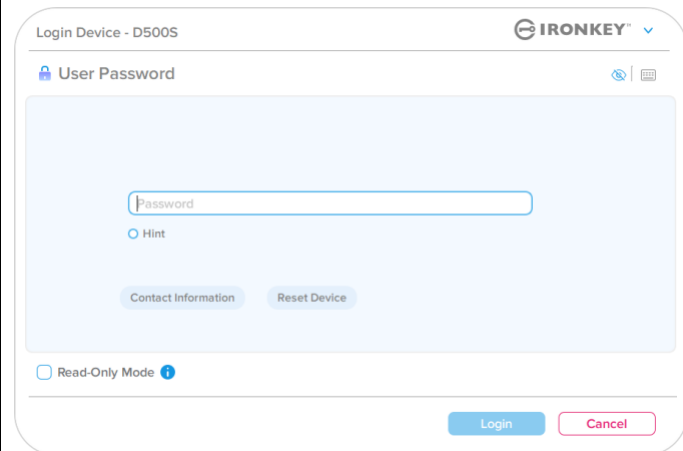 Login Device - D500S
IRONKEY™
User Password
Password
Hint
Contact Information
Reset Device
Read-Only Mode
Login
Cancel